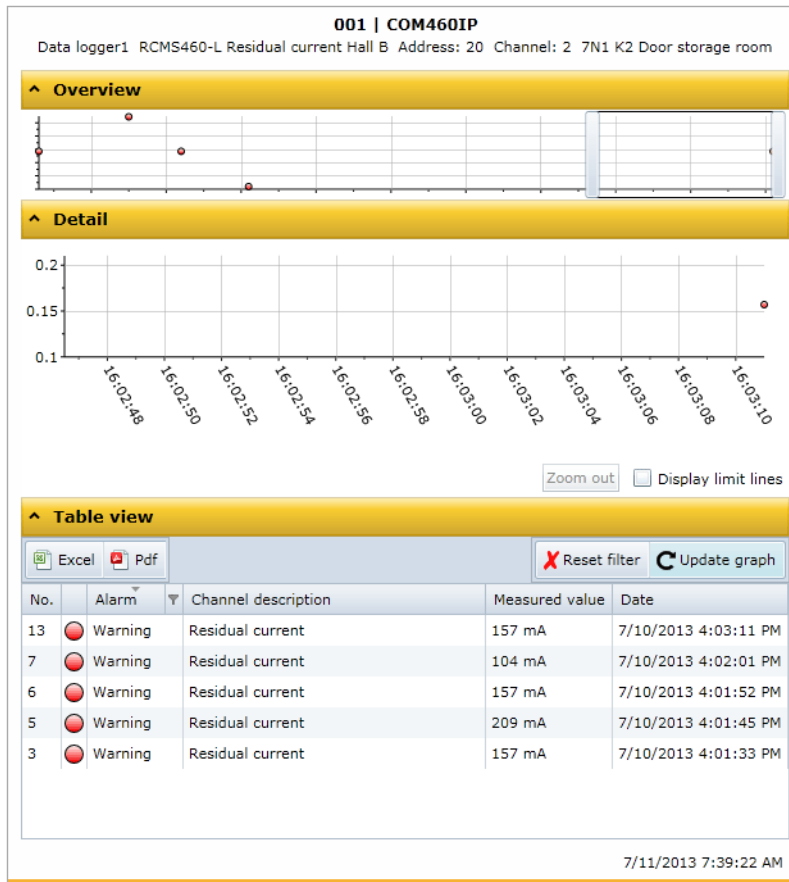 001 | COM460IP
Data logger1 RCMS460-L Residual current Hall B Address: 20 Channel: 2 7N1 K2 Door storage room
Overview
Detail
0.2
0.15
0.1
16:02:48 16:02:50 16:02:52 16:02:54 16:02:56 16:02:58 16:03:00 16:03:02 16:03:04 16:03:06 16:03:08 16:03:10
Zoom out Display limit lines
Table view
Excel Pdf Reset filter Update graph
No. Alarm Channel description Measured value Date
13 Warning Residual current 157 mA 7/10/2013 4:03:11 PM
7 Warning Residual current 104 mA 7/10/2013 4:02:01 PM
6 Warning Residual current 157 mA 7/10/2013 4:01:52 PM
5 Warning Residual current 209 mA 7/10/2013 4:01:45 PM
3 Warning Residual current 157 mA 7/10/2013 4:01:33 PM
7/11/2013 7:39:22 AM